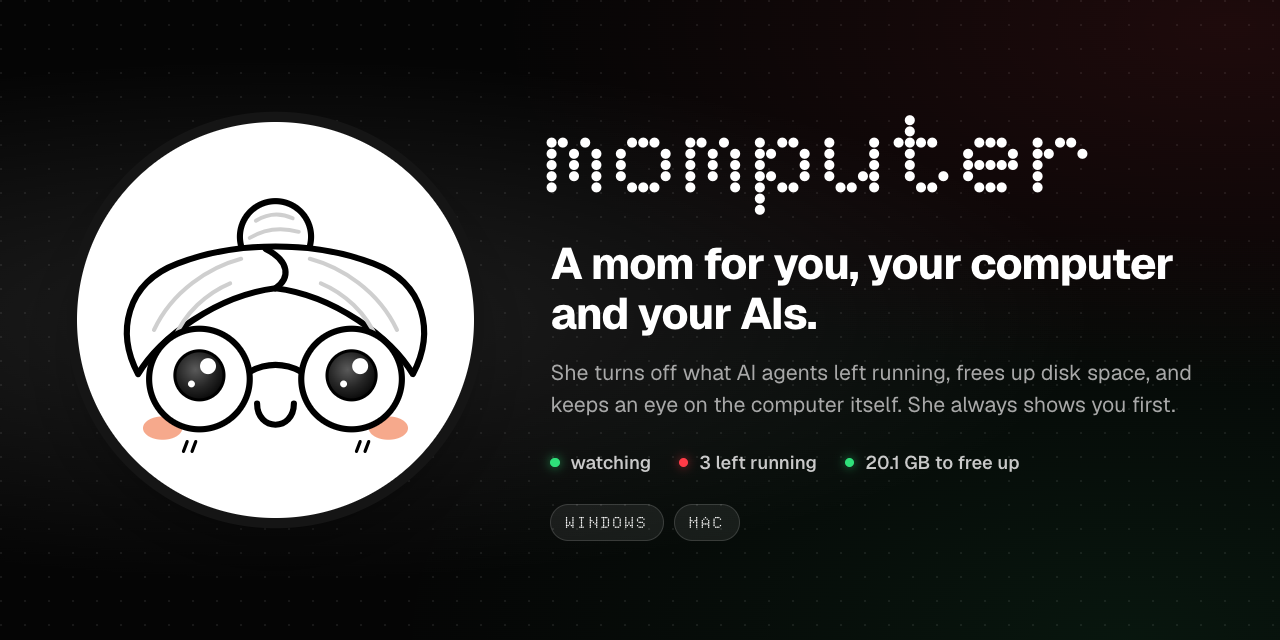 momputer
A mom for you, your computer
and your AIs.
She turns off what AI agents left running, frees up disk space, and
keeps an eye on the computer itself. She always shows you first.
watching 3 left running 20.1 GB to free up
WINDOWS MAC